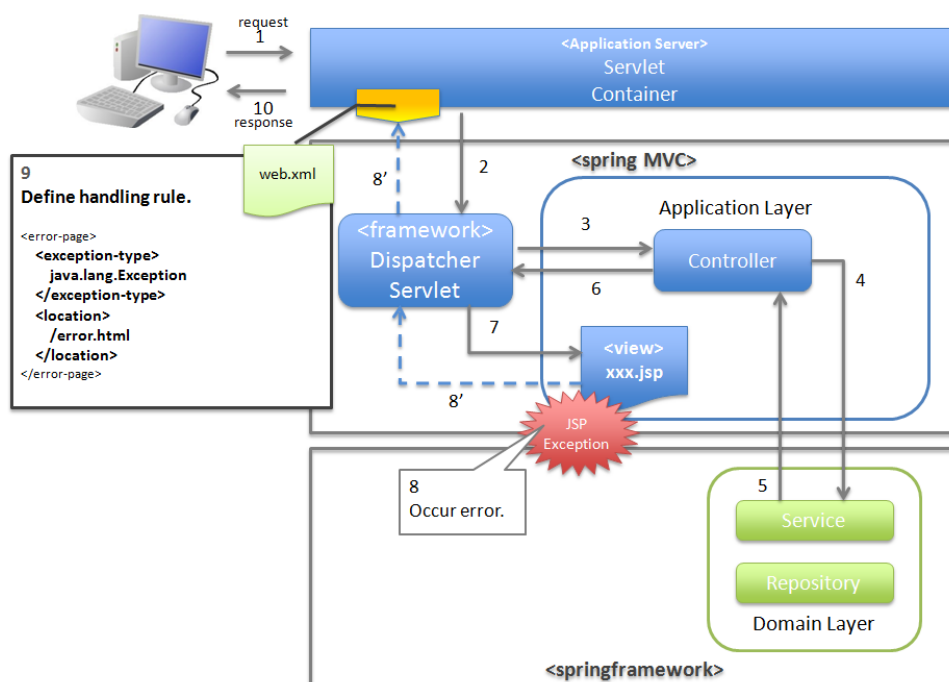 request
1
10
response
<Application Server>
Servlet
Container
9
Define handling rule.
<error-page>
<exception-type>
java.lang.Exception
</exception-type>
<location>
/error.html
</location>
</error-page>
web.xml
8’
2
<spring MVC>
Application Layer
<framework>
Dispatcher
Servlet
3
6
Controller
4
7
<view>
xxx.jsp
8’
JSP
Exception
8
Occur error.
5
Service
Repository
Domain Layer
<springframework>